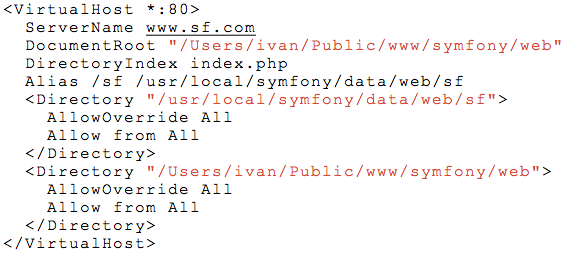 <VirtualHost *:80>
ServerName www.sf.com
DocumentRoot "/Users/ivan/Public/www/symfony/web"
DirectoryIndex index.php
Alias /sf /usr/local/symfony/data/web/sf
<Directory "/usr/local/symfony/data/web/sf">
AllowOverride All
Allow from All
</Directory>
<Directory "/Users/ivan/Public/www/symfony/web">
AllowOverride All
Allow from All
</Directory>
</VirtualHost>